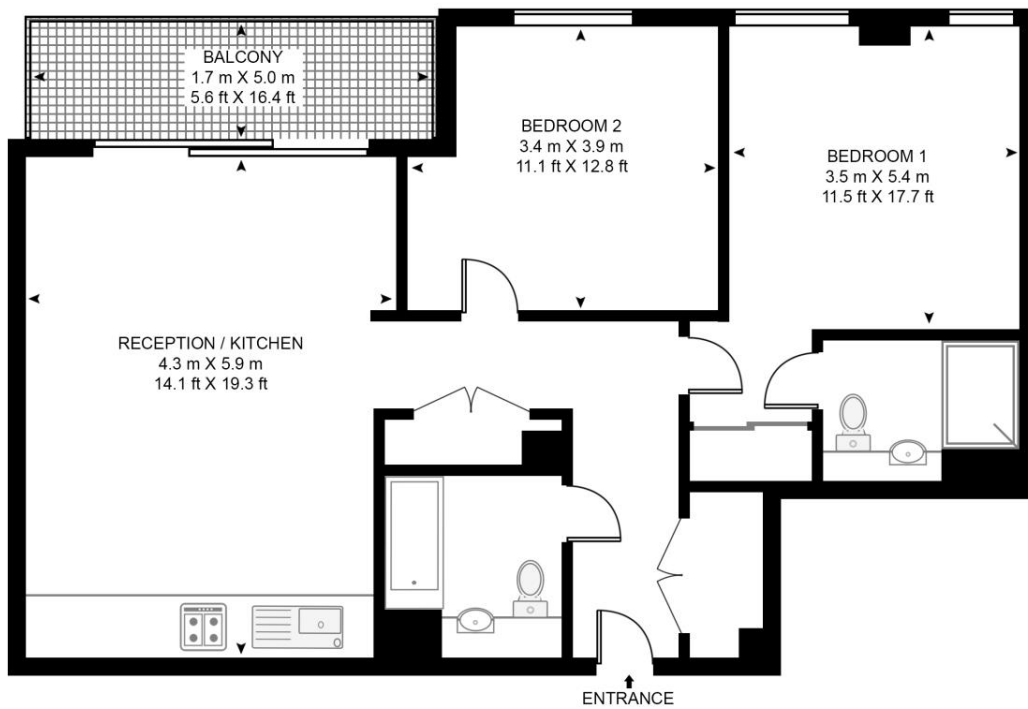 BALCONY
1.7 m X 5.0 m
5.6 ft X 16.4 ft
BEDROOM 2
3.4 m X 3.9 m
11.1 ft X 12.8 ft
BEDROOM 1
3.5 m X 5.4 m
11.5 ft X 17.7 ft
RECEPTION / KITCHEN
4.3 m X 5.9 m
14.1 ft X 19.3 ft
ENTRANCE